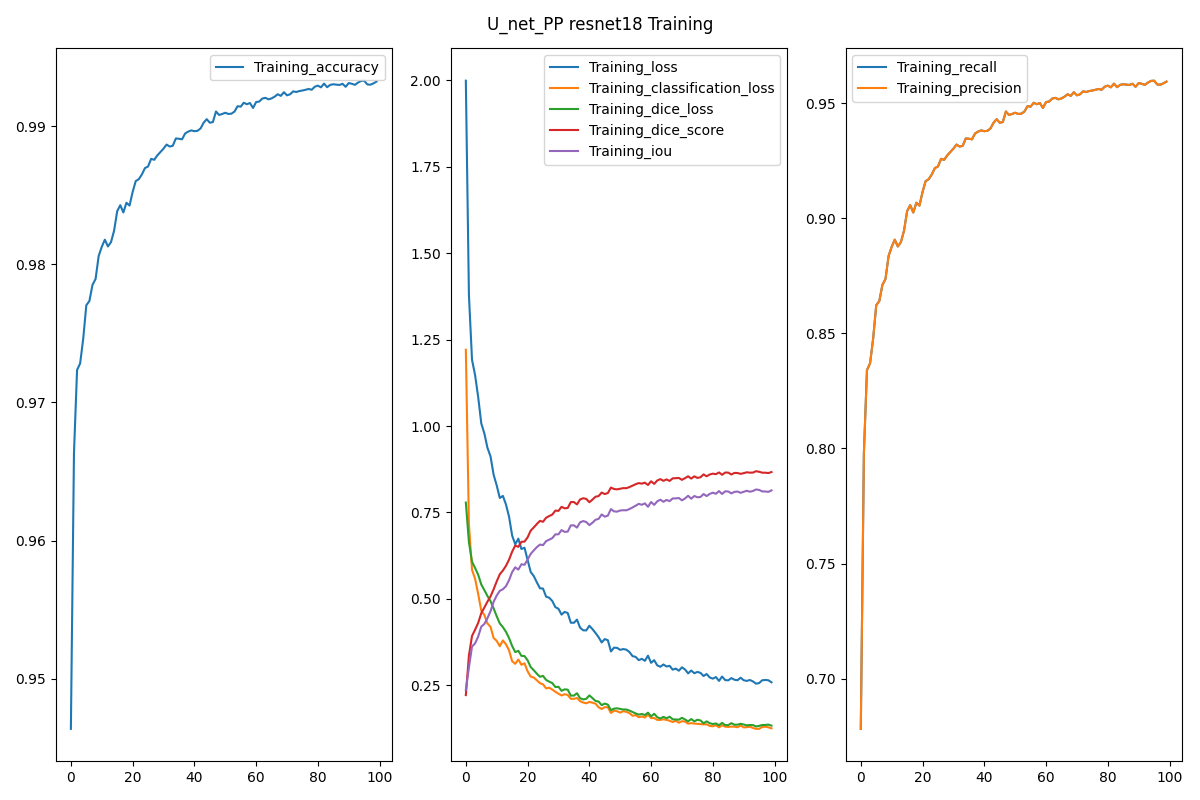 U_net_PP resnet18 Training
Training_accuracy
0.99
0.98
0.97
0.96
0.95
0 20 40 60 80 100
Training_loss
Training_classification_loss
Training_dice_loss
Training_dice_score
Training_iou
2.00
1.75
1.50
1.25
1.00
0.75
0.50
0.25
0 20 40 60 80 100
Training_recall
Training_precision
0.95
0.90
0.85
0.80
0.75
0.70
0 20 40 60 80 100